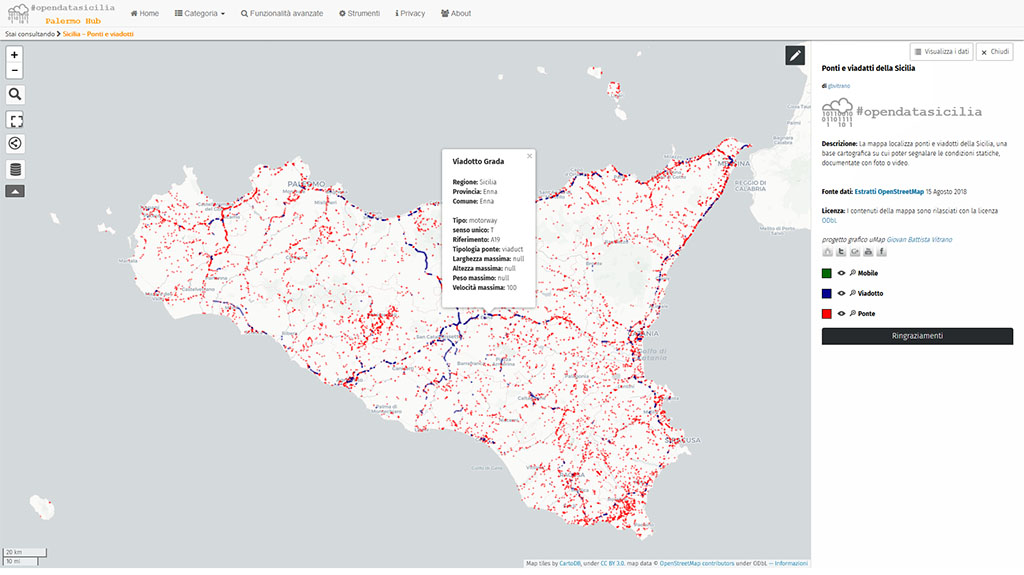 #opendatasicilia
Palermo Hub
Home
Categoria
Funzionalità avanzate
Strumenti
Privacy
About
Stai consultando > Sicilia - Ponti e viadotti
+
−
Visualizza i dati
Chiudi
Ponti e viadatti della Sicilia
di gbvitrano
#opendatasicilia
Descrizione: La mappa localizza ponti e viadotti della Sicilia, una
base cartografica su cui poter segnalare le condizioni statiche,
documentate con foto o video.
Fonte dati: Estratti OpenStreetMap 15 Agosto 2018
Licenza: I contenuti della mappa sono rilasciati con la licenza
ODbL
progetto grafico uMap Giovan Battista Vitrano
Mobile
Viadotto
Ponte
Ringraziamenti
Viadotto Grada
Regione: Sicilia
Provincia: Enna
Comune: Enna
Tipo: motorway
senso unico: T
Riferimento: A19
Tipologia ponte: viaduct
Larghezza massima: null
Altezza massima: null
Peso massimo: null
Velocità massima: 100
PALERMO
REGGIO DI
CALABRIA
Marsala
20 km
10 mi
Map tiles by CartoDB, under CC BY 3.0. map data © OpenStreetMap contributors under ODbL — Informazioni